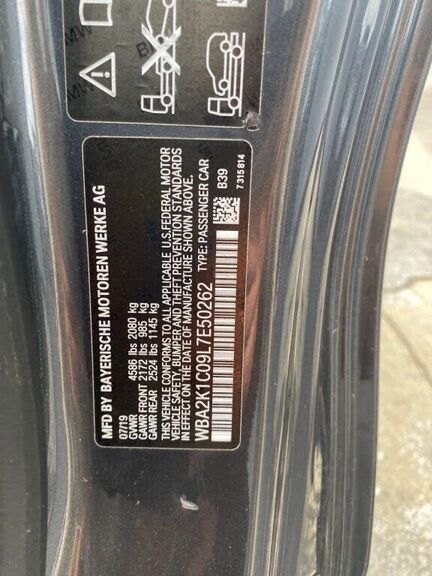 MFD BY BAYERISCHE MOTOREN WERKE AG
07/19
GVWR 4586 lbs 2080 kg
GAWR FRONT 2172 lbs 985 kg
GAWR REAR 2524 lbs 1145 kg
THIS VEHICLE CONFORMS TO ALL APPLICABLE U.S.FEDERAL MOTOR
VEHICLE SAFETY, BUMPER AND THEFT PREVENTION STANDARDS
IN EFFECT ON THE DATE OF MANUFACTURE SHOWN ABOVE.
WBA2K1C09L7E50262 TYPE: PASSENGER CAR
B39
7 315 814